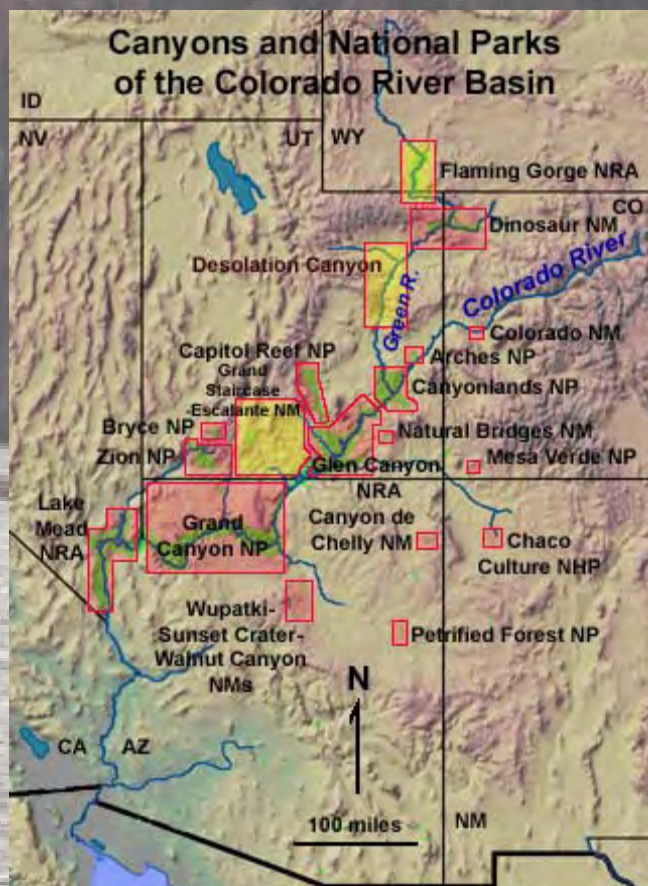 Canyons and National Parks
of the Colorado River Basin
ID
NV
UT
WY
Flaming Gorge NRA
CO
Dinosaur NM
Desolation Canyon
Green R.
Colorado River
Colorado NM
Capitol Reef NP
Arches NP
Grand
Staircase
-Escalante NM
Canyonlands NP
Bryce NP
Natural Bridges NM
Zion NP
Glen Canyon
NRA
Mesa Verde NP
Lake
Mead
NRA
Grand
Canyon NP
Canyon de
Chelly NM
Chaco
Culture NHP
Wupatki-
Sunset Crater-
Walnut Canyon
NMs
Petrified Forest NP
N
CA
AZ
100 miles
NM